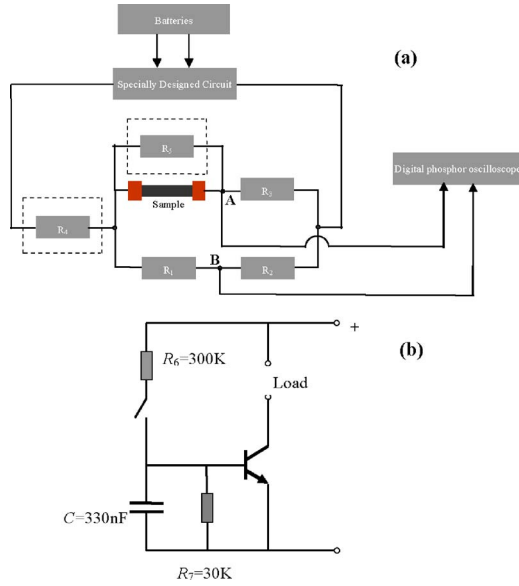 Batteries
(a)
Specially Designed Circuit
R5
Digital phosphor oscilloscope
Sample
A
R3
R4
B
R1
R2
+
(b)
R6=300K
Load
C=330nF
R7=30K